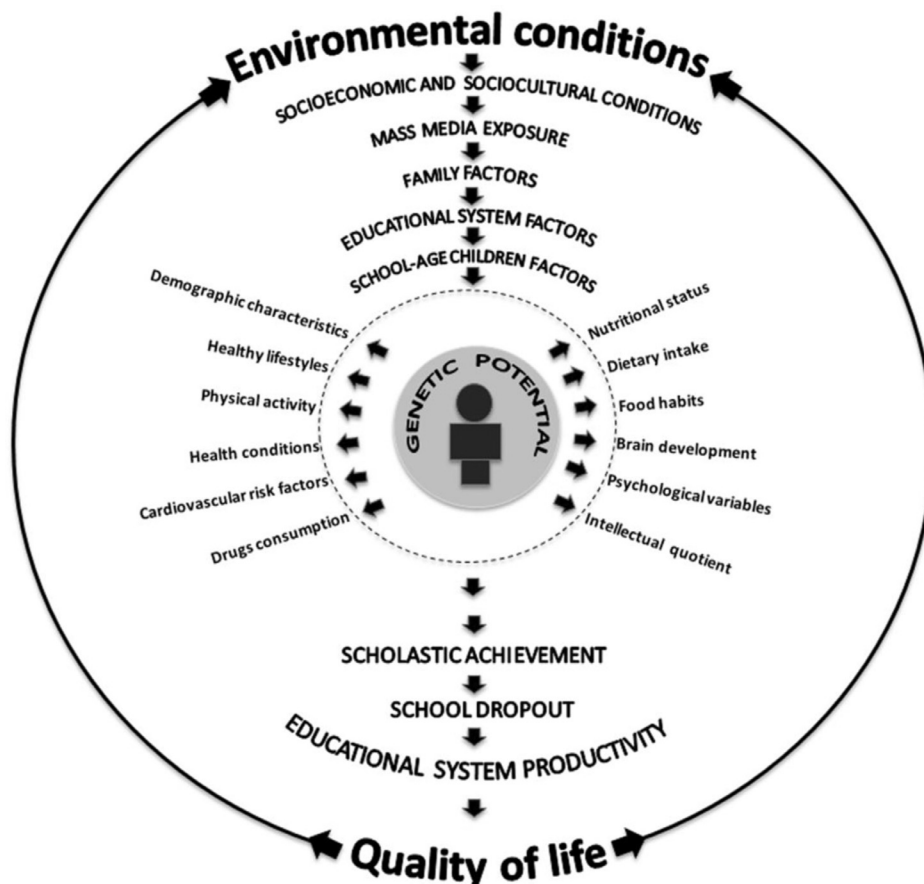 Environmental conditions
SOCIOECONOMIC AND SOCIOCULTURAL CONDITIONS
MASS MEDIA EXPOSURE
FAMILY FACTORS
EDUCATIONAL SYSTEM FACTORS
SCHOOL-AGE CHILDREN FACTORS
Demographic characteristics
Healthy lifestyles
Physical activity
Health conditions
Cardiovascular risk factors
Drugs consumption
GENETIC POTENTIAL
Nutritional status
Dietary intake
Food habits
Brain development
Psychological variables
Intellectual quotient
SCHOLASTIC ACHIEVEMENT
SCHOOL DROPOUT
EDUCATIONAL SYSTEM PRODUCTIVITY
Quality of life